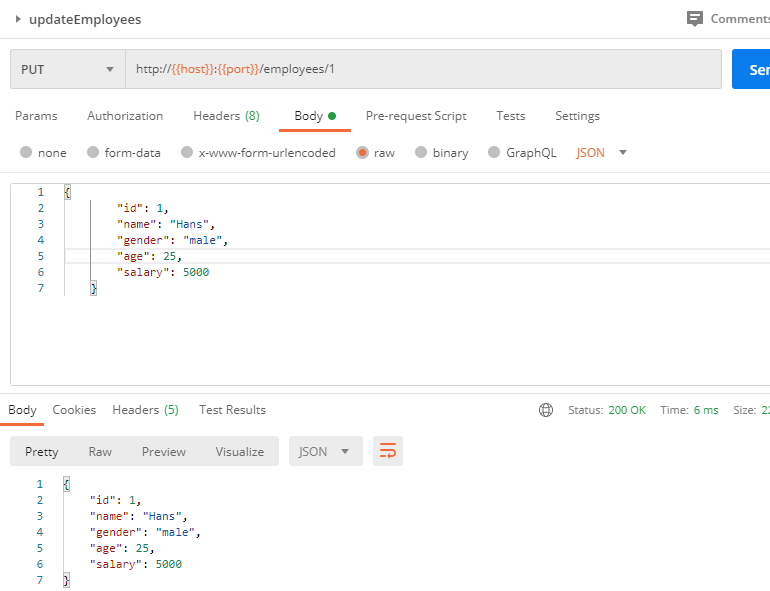 updateEmployees Comments
PUT http://{{host}}:{{port}}/employees/1
Params Authorization Headers (8) Body Pre-request Script Tests Settings
none form-data x-www-form-urlencoded raw binary GraphQL JSON
1 {
2 "id": 1,
3 "name": "Hans",
4 "gender": "male",
5 "age": 25,
6 "salary": 5000
7 }
Body Cookies Headers (5) Test Results Status: 200 OK Time: 6 ms Size:
Pretty Raw Preview Visualize JSON
1 {
2 "id": 1,
3 "name": "Hans",
4 "gender": "male",
5 "age": 25,
6 "salary": 5000
7 }